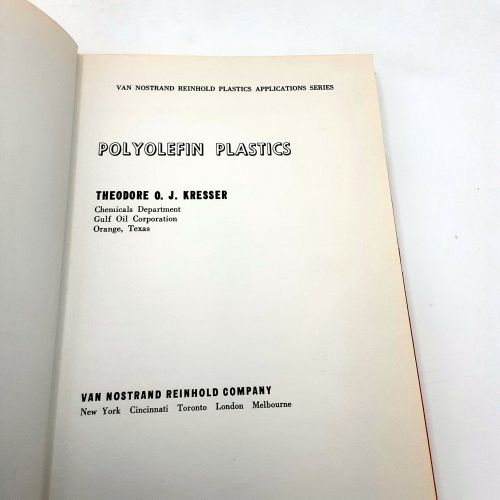 VAN NOSTRAND REINHOLD PLASTICS APPLICATIONS SERIES
POLYOLEFIN PLASTICS
THEODORE O. J. KRESSER
Chemicals Department
Gulf Oil Corporation
Orange, Texas
VAN NOSTRAND REINHOLD COMPANY
New York Cincinnati Toronto London Melbourne